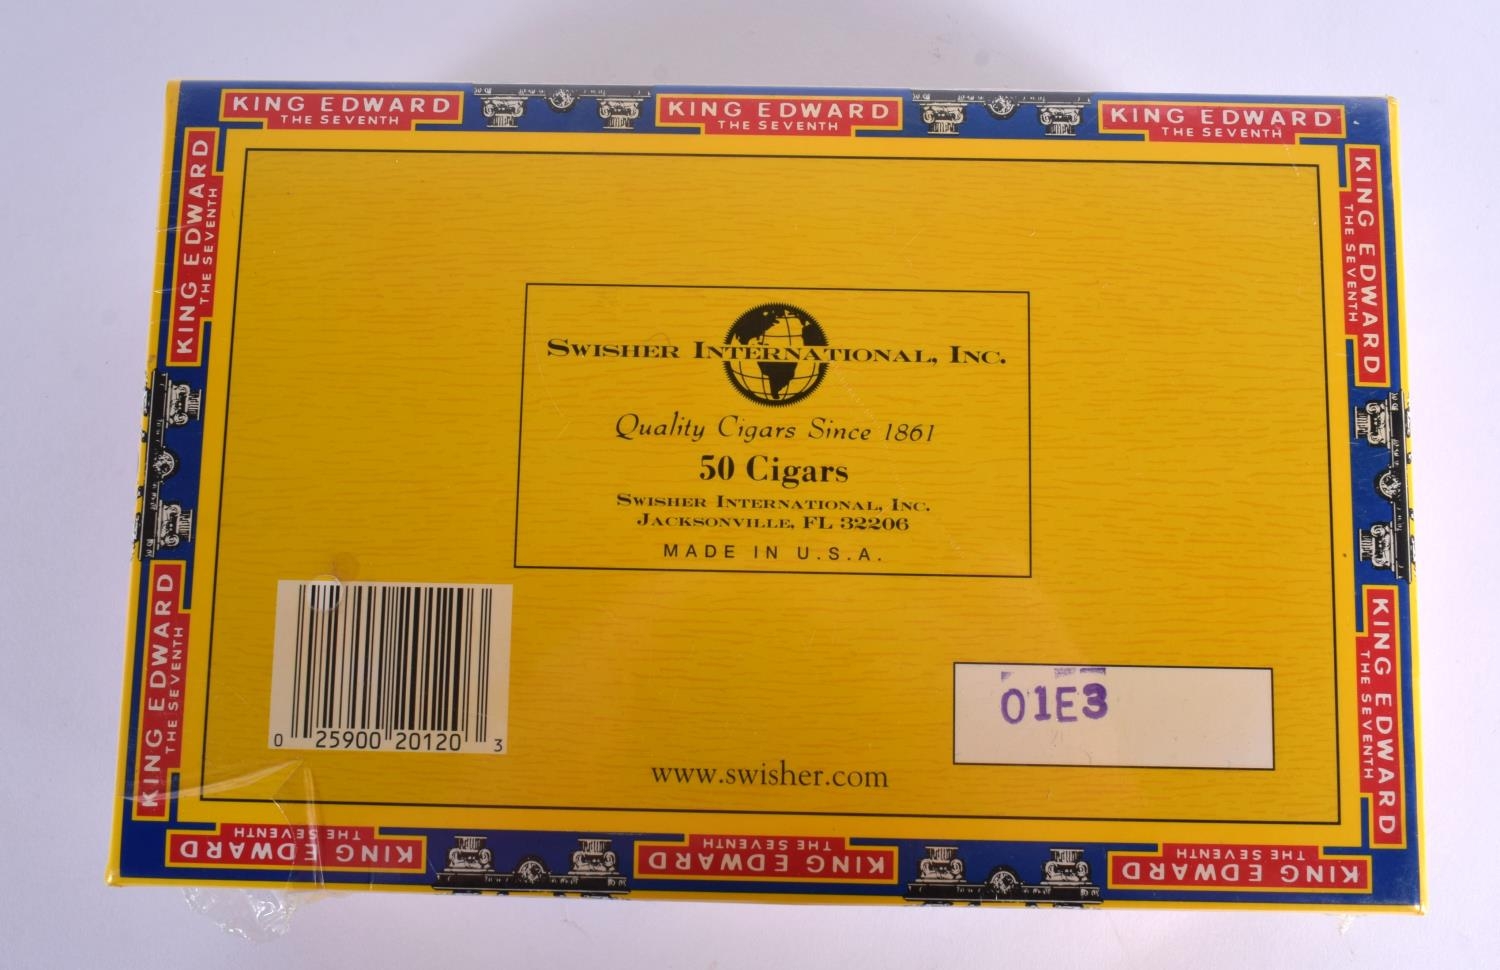 KING EDWARD
THE SEVENTH
KING EDWARD
THE SEVENTH
KING EDWARD
THE SEVENTH
KING EDWARD
THE SEVENTH
KING EDWARD
THE SEVENTH
SWISHER INTERNATIONAL, INC.
Quality Cigars Since 1861
50 Cigars
SWISHER INTERNATIONAL, INC.
JACKSONVILLE, FL 32206
MADE IN U.S.A.
KING EDWARD
THE SEVENTH
KING EDWARD
THE SEVENTH
0 25900 20120 3
01E3
www.swisher.com
KING EDWARD
THE SEVENTH
KING EDWARD
THE SEVENTH
KING EDWARD
THE SEVENTH